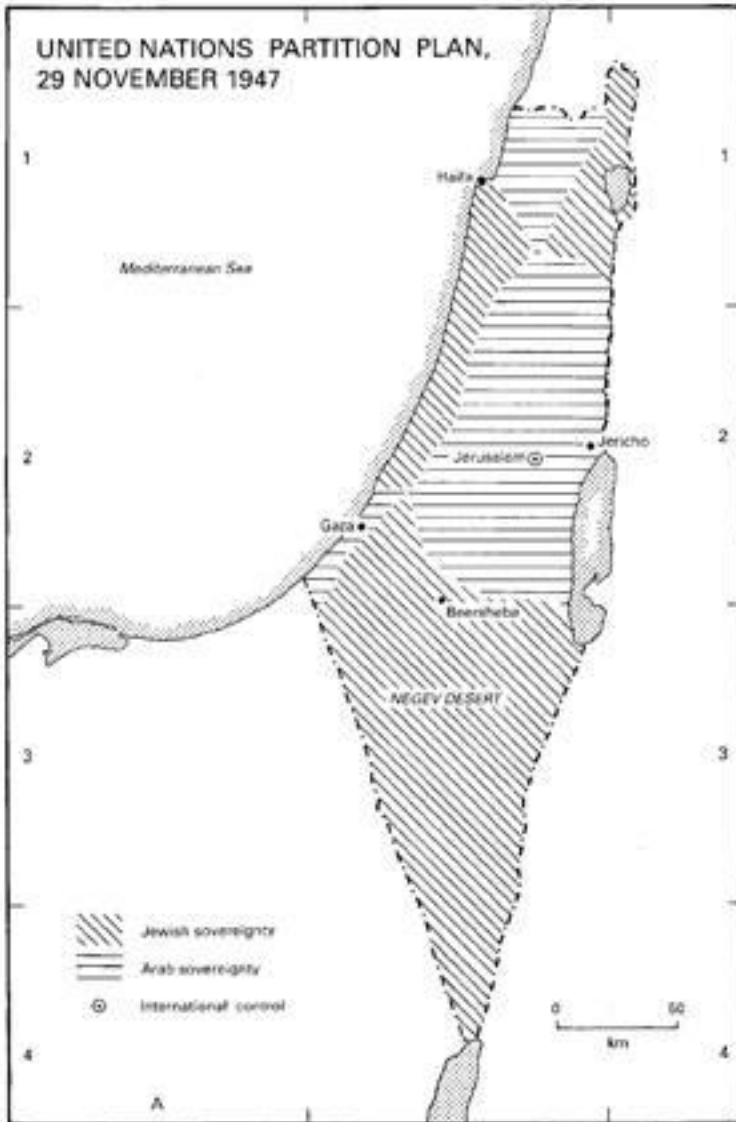 UNITED NATIONS PARTITION PLAN,
29 NOVEMBER 1947
1
1
Haifa
Mediterranean Sea
2
Jericho
2
Jerusalem
Gaza
Beersheba
NEGEV DESERT
3
3
Jewish sovereignty
Arab sovereignty
International control
0 50
km
4
4
A